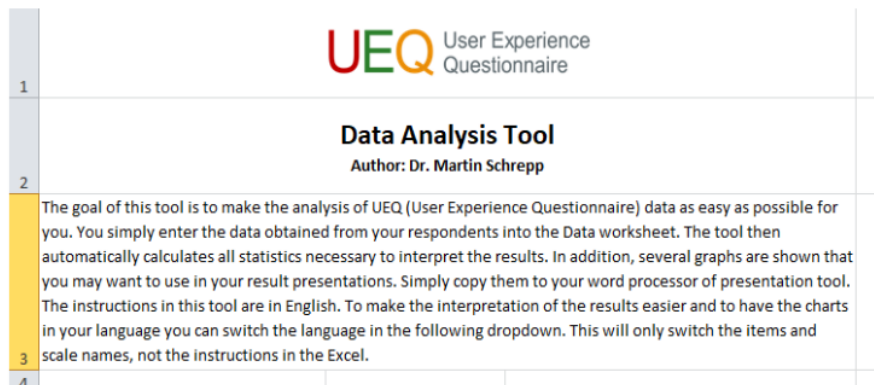 UEQ User Experience
Questionnaire
1
Data Analysis Tool
Author: Dr. Martin Schrepp
2
The goal of this tool is to make the analysis of UEQ (User Experience Questionnaire) data as easy as possible for
you. You simply enter the data obtained from your respondents into the Data worksheet. The tool then
automatically calculates all statistics necessary to interpret the results. In addition, several graphs are shown that
you may want to use in your result presentations. Simply copy them to your word processor of presentation tool.
The instructions in this tool are in English. To make the interpretation of the results easier and to have the charts
in your language you can switch the language in the following dropdown. This will only switch the items and
3 scale names, not the instructions in the Excel.
4